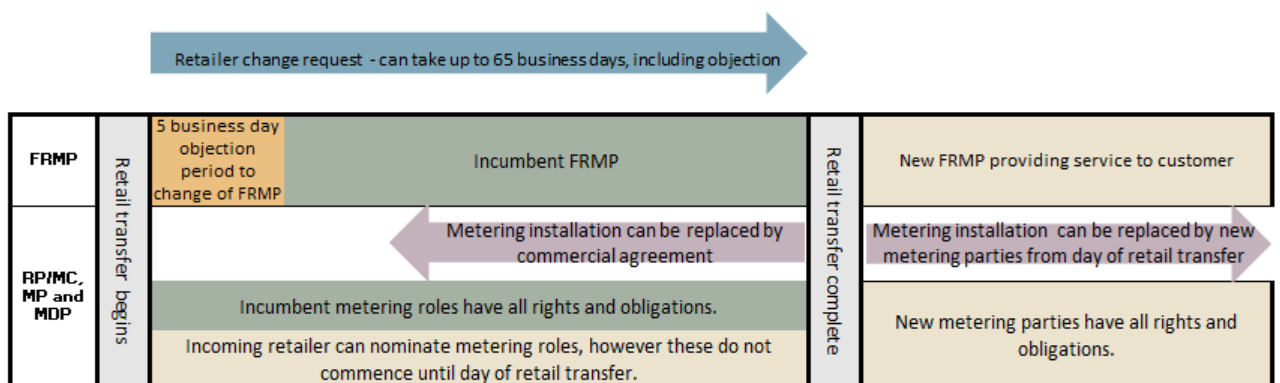 Retailer change request - can take up to 65 business days, including objection
FRMP
Retail transfer begins
5 business day
objection
period to
change of FRMP
Incumbent FRMP
Retail transfer complete
New FRMP providing service to customer
RP/MC,
MP and
MDP
Metering installation can be replaced by
commercial agreement
Metering installation can be replaced by new
metering parties from day of retail transfer
Incumbent metering roles have all rights and obligations.
Incoming retailer can nominate metering roles, however these do not
commence until day of retail transfer.
New metering parties have all rights and
obligations.